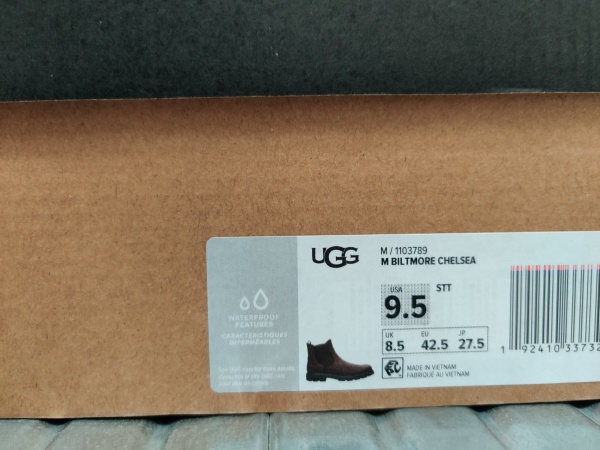 UGG
M / 1103789
M BILTMORE CHELSEA
USA
9.5
STT
UK EU JP
8.5 42.5 27.5
MADE IN VIETNAM
FABRIQUÉ AU VIETNAM
WATERPROOF
FEATURES
CARACTÉRISTIQUES
IMPERMÉABLES
1 92410 33732